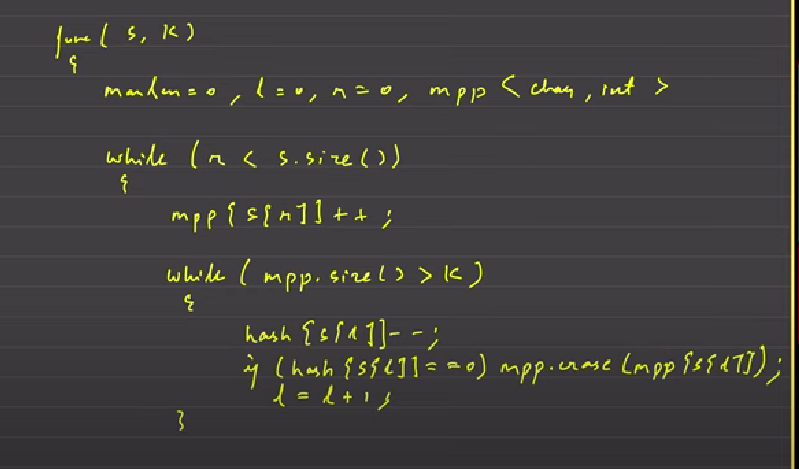 func( s, k)
{
maxlen = 0, l = 0, r = 0, mpp < char, int >
while (r < s.size())
{
mpp[s[r]]++;
while (mpp.size() > k)
{
hash[s[l]]--;
if (hash[s[l]] == 0) mpp.erase(mpp[s[l]]);
l = l + 1;
}